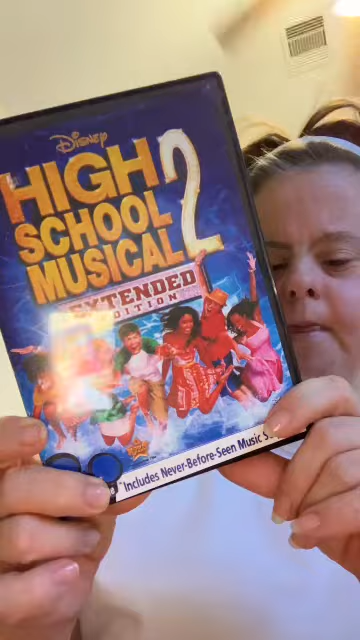 Disney
HIGH
SCHOOL
MUSICAL 2
EXTENDED
EDITION
Includes Never-Before-Seen Music